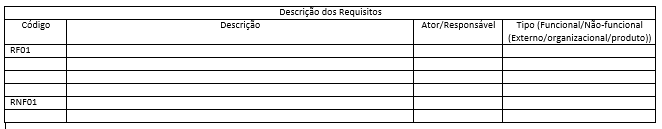 Descrição dos Requisitos
Código Descrição Ator/Responsável Tipo (Funcional/Não-funcional
(Externo/organizacional/produto))
RF01
RNF01